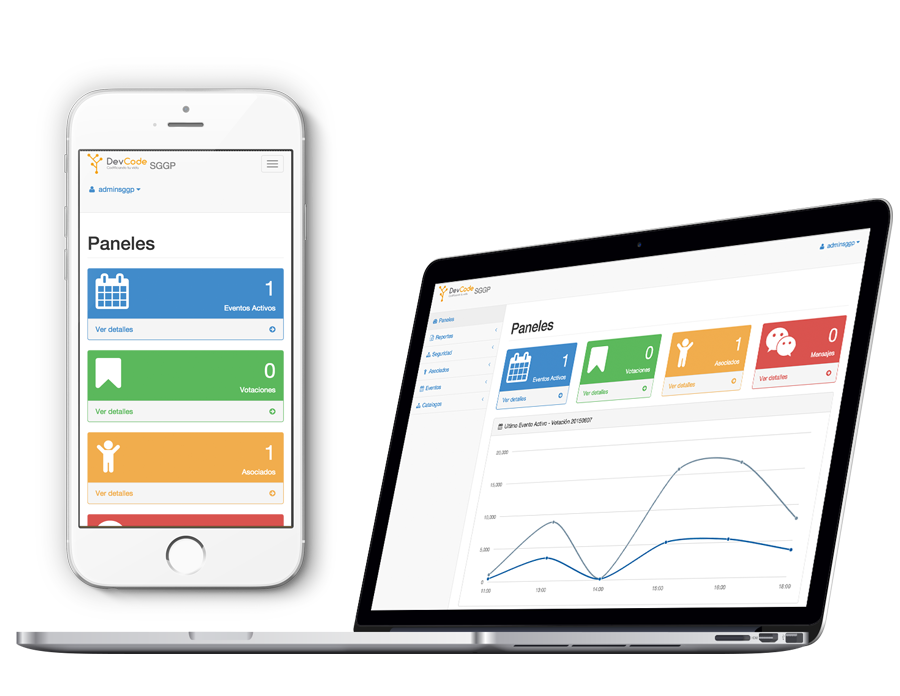 DevCode SGGP
adminsggp
Paneles
1
Eventos Activos
Ver detalles
0
Votaciones
Ver detalles
1
Asociados
Ver detalles
DevCode SGGP
adminsggp
Paneles
Reportes
Seguridad
Asociados
Eventos
Catalogos
Paneles
1
Eventos Activos
Ver detalles
0
Votaciones
Ver detalles
1
Asociados
Ver detalles
0
Mensajes
Ver detalles
Ultimo Evento Activo - Votación 20150607
20,000
15,000
10,000
5,000
0
11:00 13:00 14:00 15:00 16:00 18:00